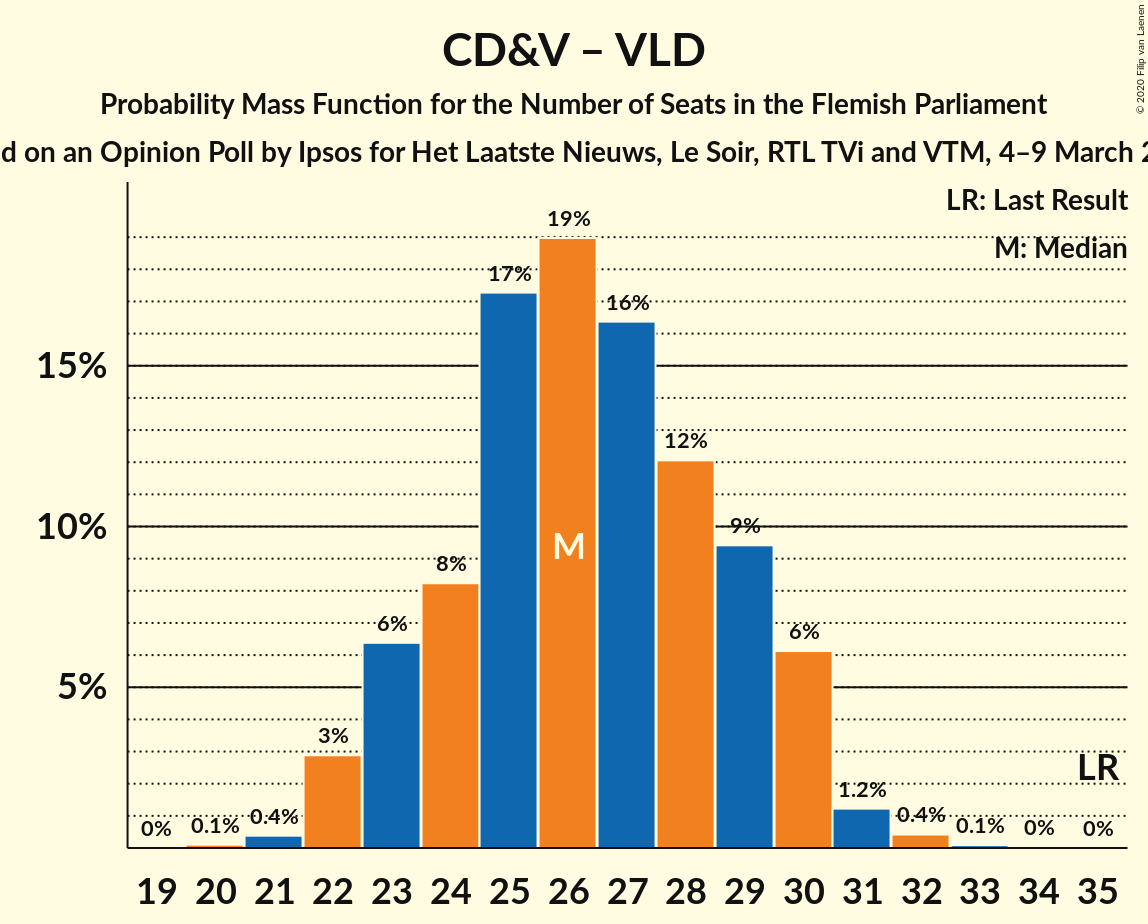 CD&V – VLD
Probability Mass Function for the Number of Seats in the Flemish Parliament
d on an Opinion Poll by Ipsos for Het Laatste Nieuws, Le Soir, RTL TVi and VTM, 4–9 March 2
© 2020 Filip van Laenen
LR: Last Result
M: Median
15%
10%
5%
0%
0.1%
0.4%
3%
6%
8%
17%
19%
16%
12%
9%
6%
1.2%
0.4%
0.1%
0%
0%
M
LR
19 20 21 22 23 24 25 26 27 28 29 30 31 32 33 34 35